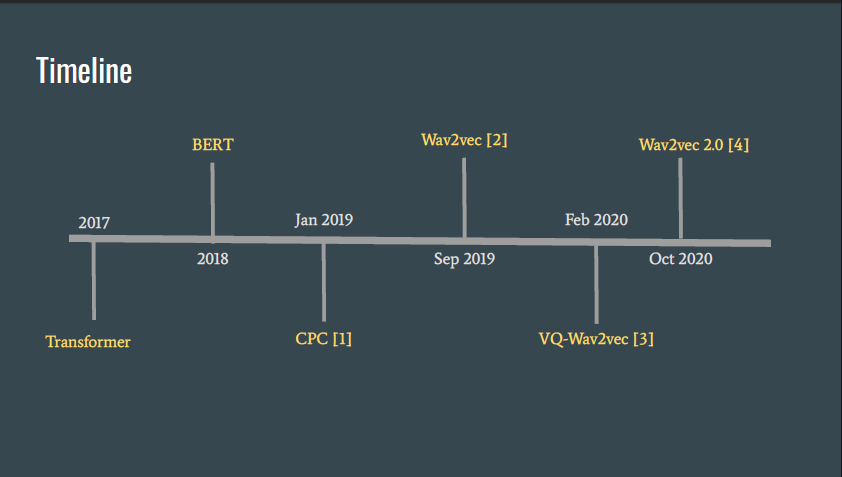 Timeline
BERT
Wav2vec [2]
Wav2vec 2.0 [4]
2017
Jan 2019
Feb 2020
2018
Sep 2019
Oct 2020
Transformer
CPC [1]
VQ-Wav2vec [3]